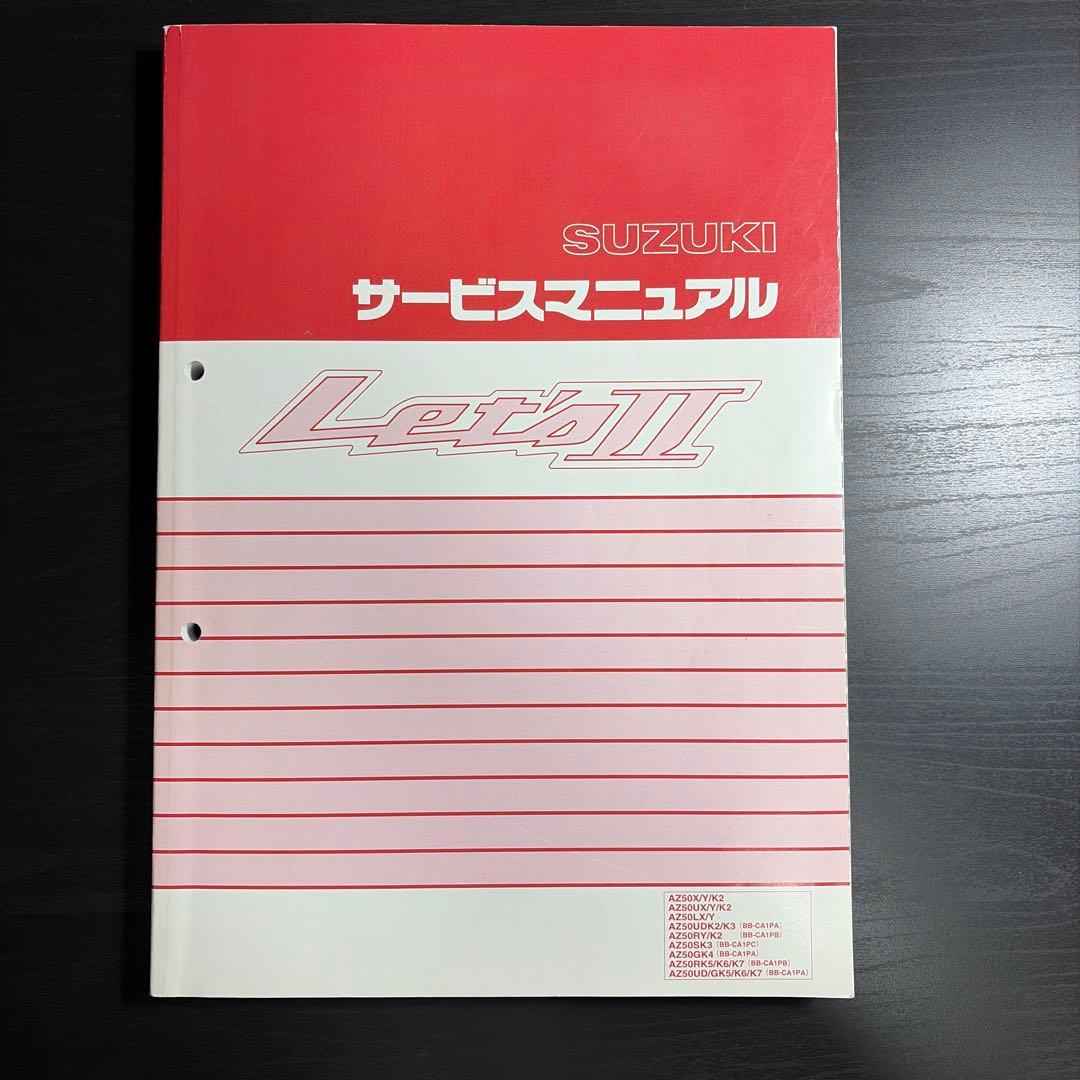 SUZUKI
サービスマニュアル
Let's II
AZ50X/Y/K2
AZ50UX/Y/K2
AZ50LX/Y
AZ50UDK2/K3 (BB-CA1PA)
AZ50RY/K2 (BB-CA1PB)
AZ50SK3 (BB-CA1PC)
AZ50GK4 (BB-CA1PA)
AZ50RK5/K6/K7 (BB-CA1PB)
AZ50UD/GK5/K6/K7 (BB-CA1PA)